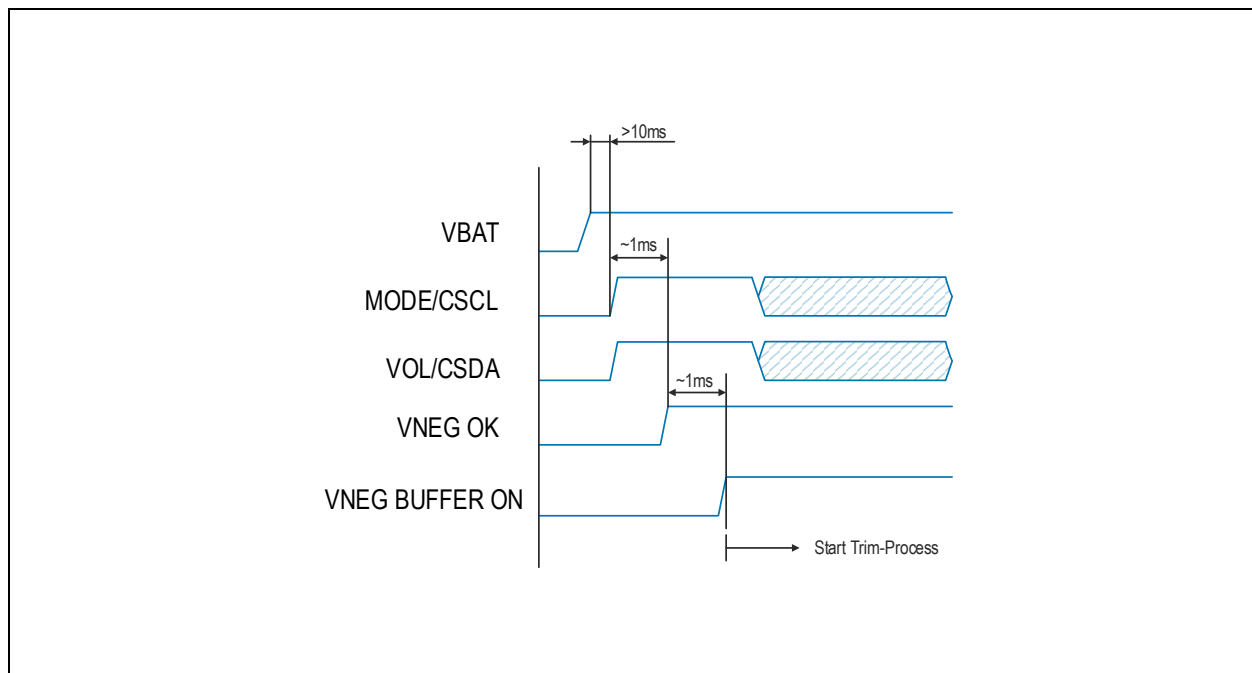 >10ms
VBAT
~1ms
MODE/CSCL
VOL/CSDA
~1ms
VNEG OK
VNEG BUFFER ON
Start Trim-Process